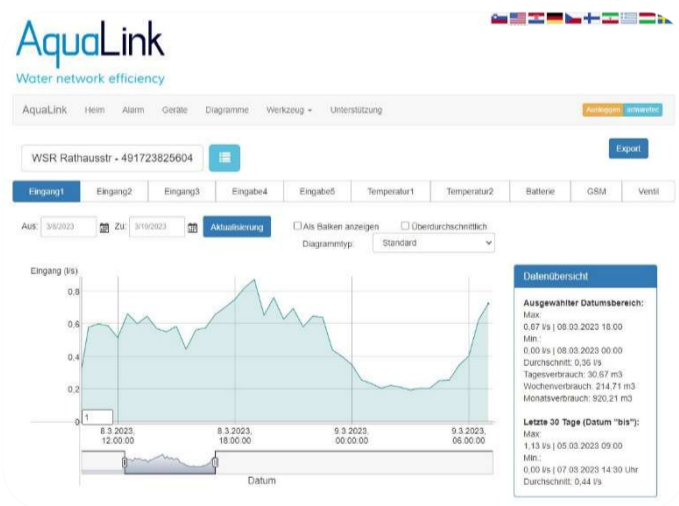 AquaLink
Water network efficiency
AquaLink Heim Alarm Geräte Diagramme Werkzeug Unterstützung Ausloggen
Export
WSR Rathausstr - 491723825604
Eingang1 Eingang2 Eingang3 Eingabe4 Eingabe5 Temperatur1 Temperatur2 Batterie GSM Ventil
Aus: 3/8/2023 Zu: 3/19/2023 Aktualisierung Als Balken anzeigen Überdurchschnittlich
Diagrammtyp: Standard
Eingang (l/s)
0,8
0,6
0,4
0,2
0
1
8.3.2023, 8.3.2023, 9.3.2023, 9.3.2023,
12:00:00 18:00:00 00:00:00 06:00:00
Datum
Datenübersicht
Ausgewählter Datumsbereich:
Max:
0,87 l/s | 08.03.2023 18:00
Min.:
0,00 l/s | 08.03.2023 00:00
Durchschnitt: 0,36 l/s
Tagesverbrauch: 30,67 m3
Wochenverbrauch: 214,71 m3
Monatsverbrauch: 920,21 m3
Letzte 30 Tage (Datum "bis"):
Max:
1,13 l/s | 05.03.2023 09:00
Min.:
0,00 l/s | 07.03.2023 14:30 Uhr
Durchschnitt: 0,44 l/s